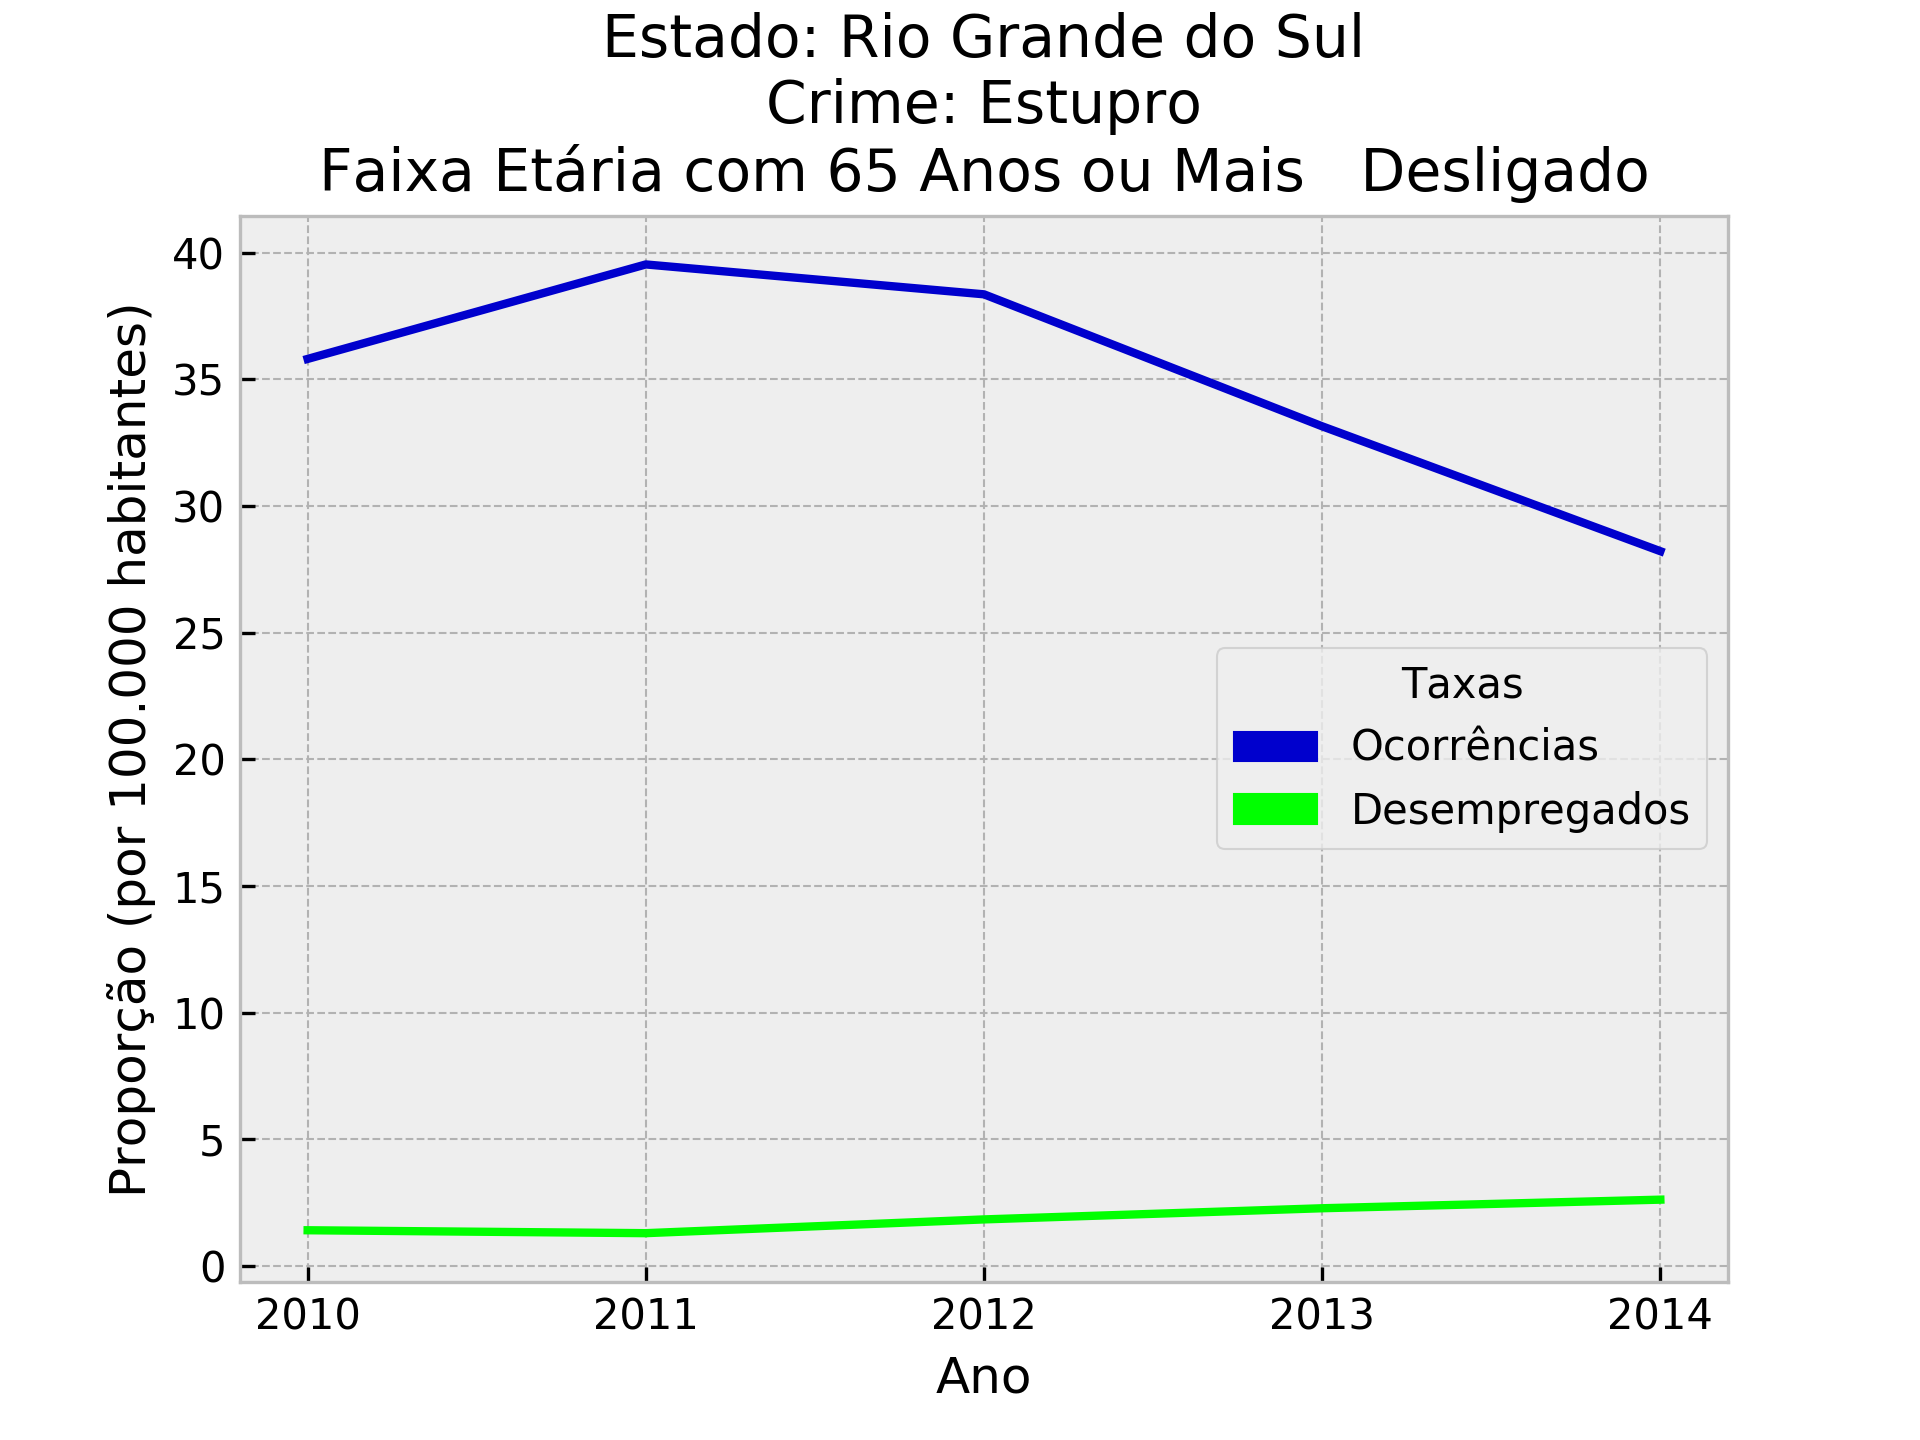 Estado: Rio Grande do Sul
Crime: Estupro
Faixa Etária com 65 Anos ou Mais   Desligado
Proporção (por 100.000 habitantes)
40
35
30
25
20
15
10
5
0
Taxas
Ocorrências
Desempregados
2010 2011 2012 2013 2014
Ano